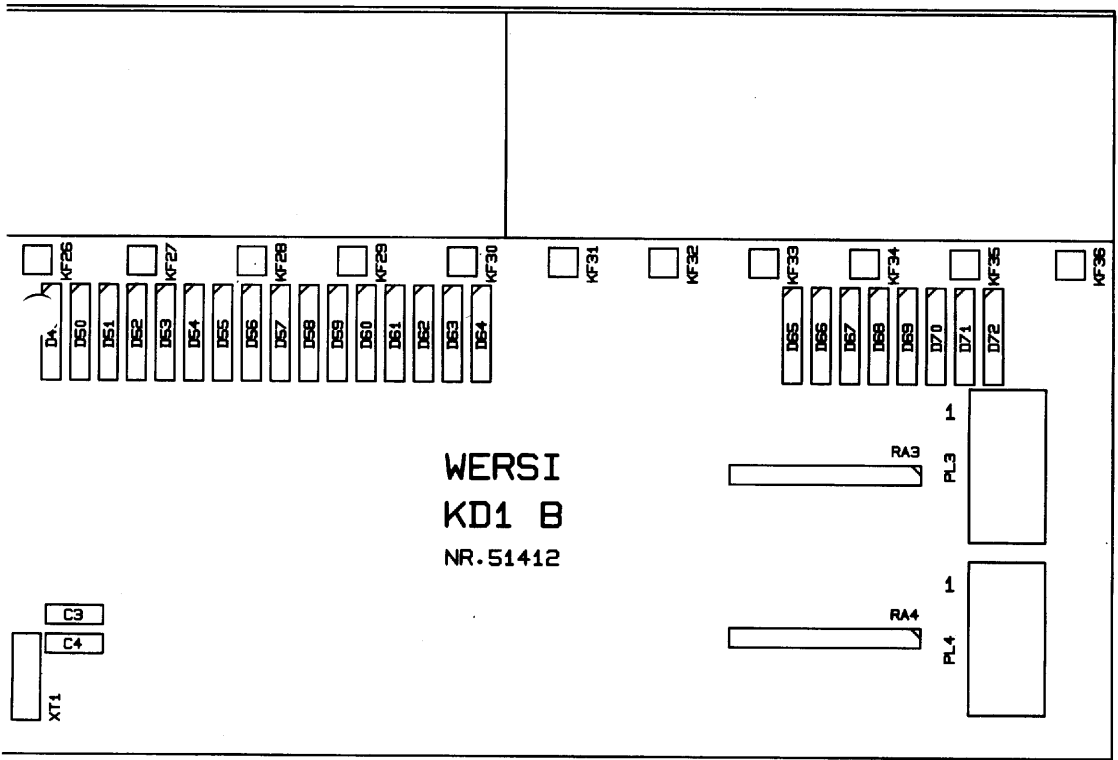 KF26 KF27 KF28 KF29 KF30 KF31 KF32 KF33 KF34 KF35 KF36
D50 D51 D52 D53 D54 D55 D56 D57 D58 D59 D60 D61 D62 D63 D64 D65 D66 D67 D68 D69 D70 D71 D72
1
RA3
PL3
WERSI
KD1 B
NR.51412
1
C3
RA4
C4
PL4
XT1